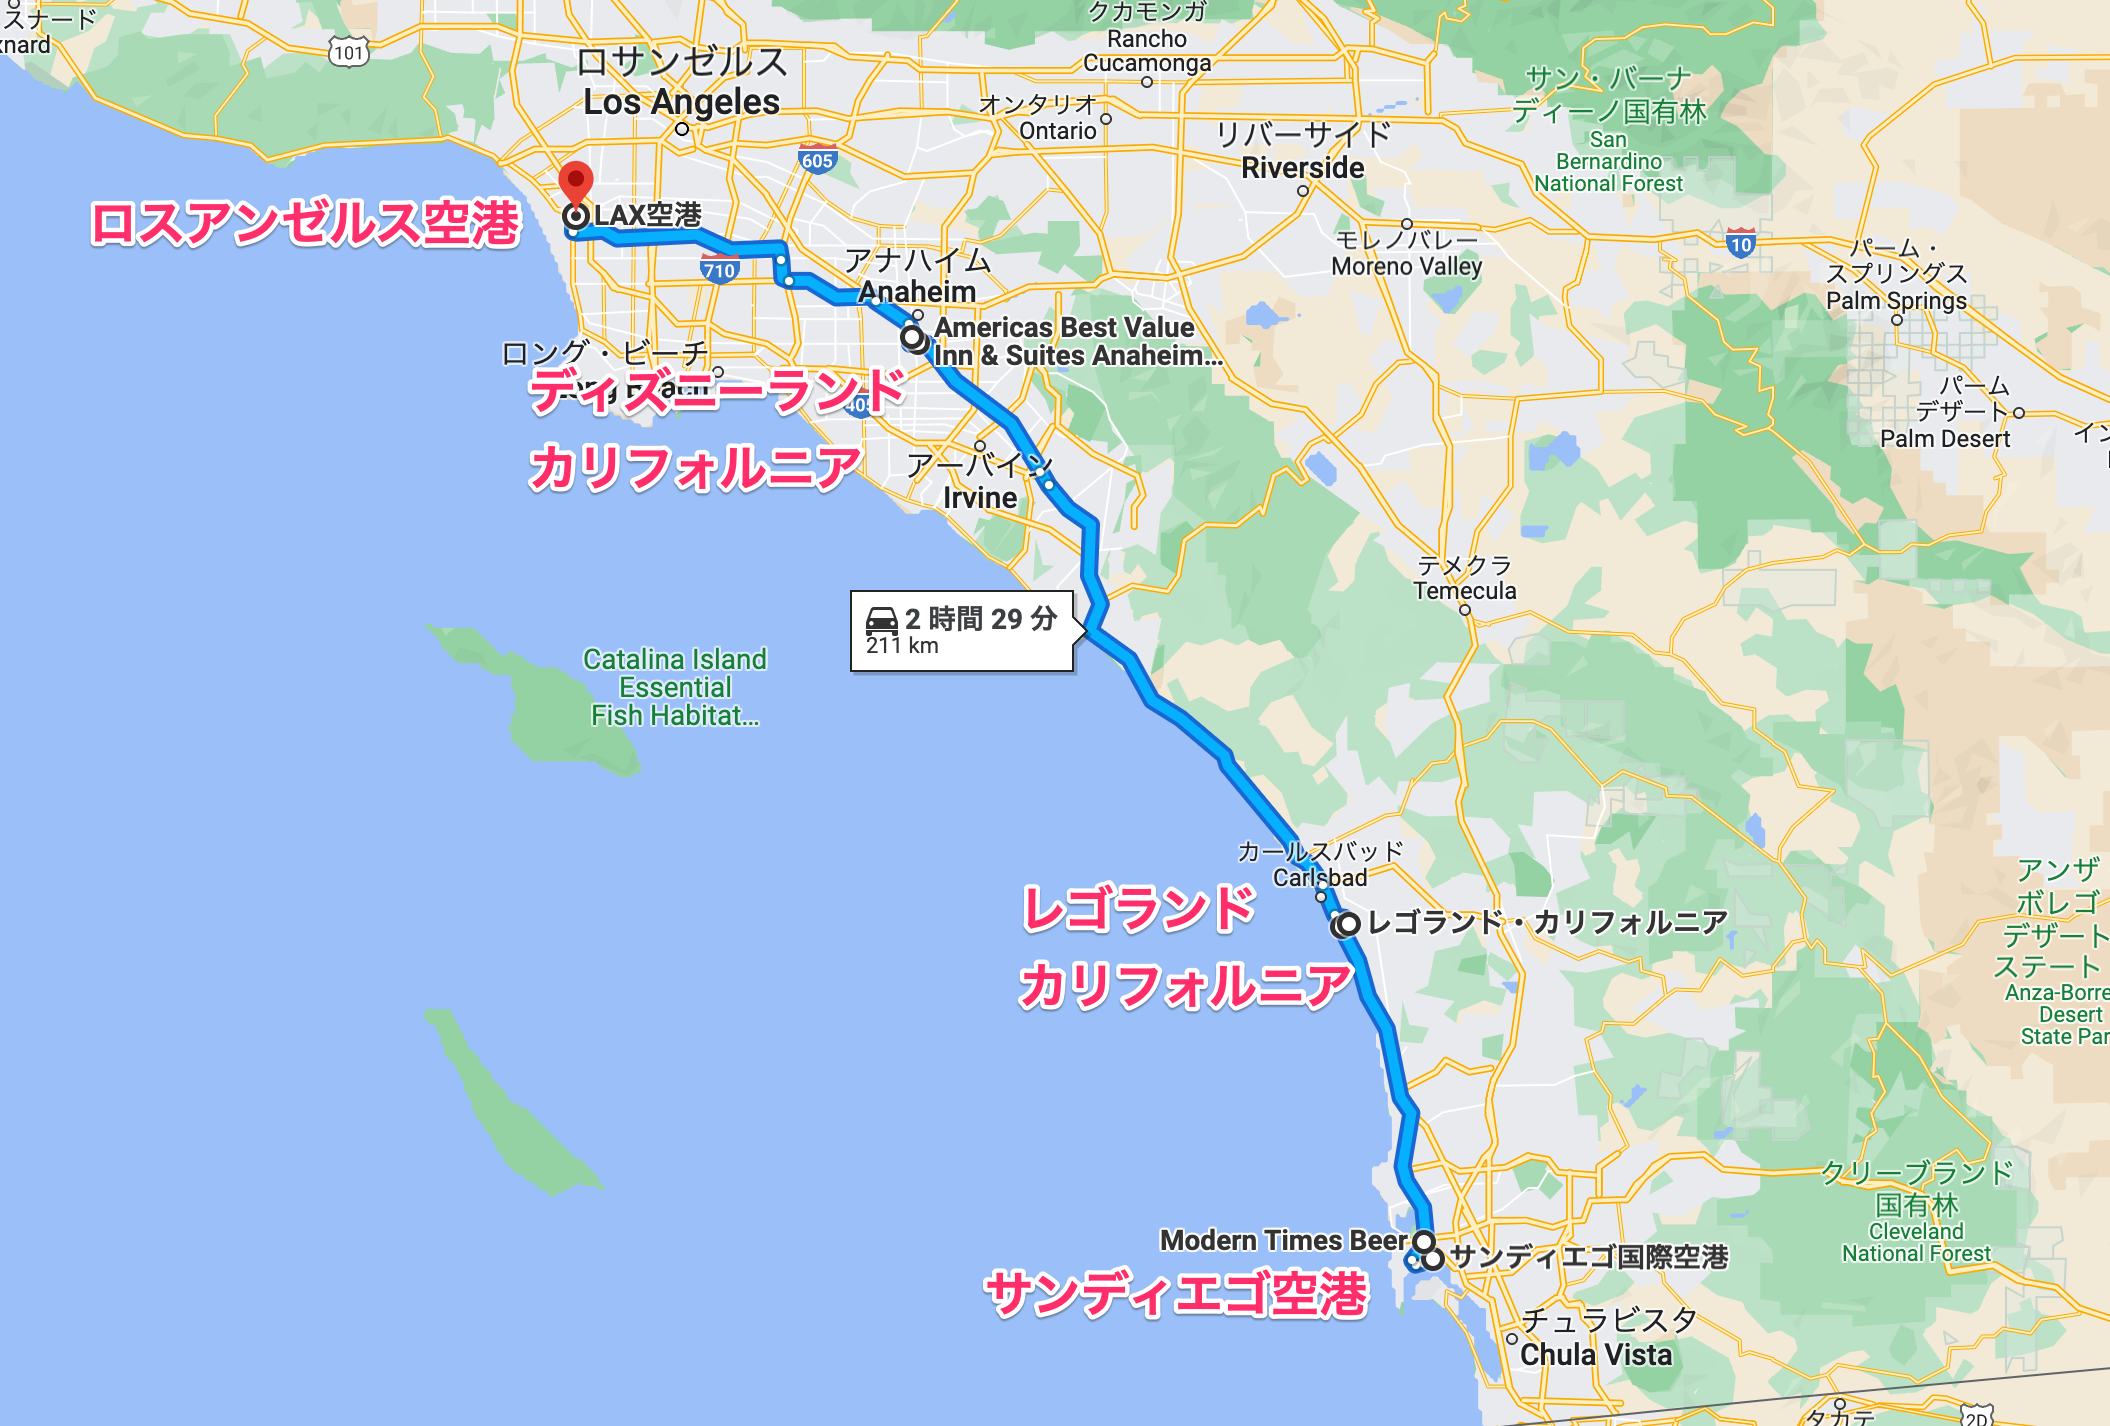 スナード
xnard
101
ロサンゼルス
Los Angeles
クカモンガ
Rancho
Cucamonga
オンタリオ
Ontario
サン・バーナ
ディーノ国有林
San
Bernardino
National Forest
リバーサイド
Riverside
605
LAX空港
ロスアンゼルス空港
710
アナハイム
Anaheim
モレノバレー
Moreno Valley
10
パーム・
スプリングス
Palm Springs
Americas Best Value
Inn & Suites Anaheim...
ロング・ビーチ
ディズニーランド
カリフォルニア
405
パーム
デザート
Palm Desert
イン
アーバイン
Irvine
テメクラ
Temecula
2 時間 29 分
211 km
Catalina Island
Essential
Fish Habitat...
カールスバッド
Carlsbad
レゴランド・カリフォルニア
レゴランド
カリフォルニア
アンザ
ボレゴ
デザート
ステート
Anza-Borre
Desert
State Par
クリーブランド
国有林
Cleveland
National Forest
Modern Times Beer
サンディエゴ国際空港
サンディエゴ空港
チュラビスタ
Chula Vista
タカテ
2D